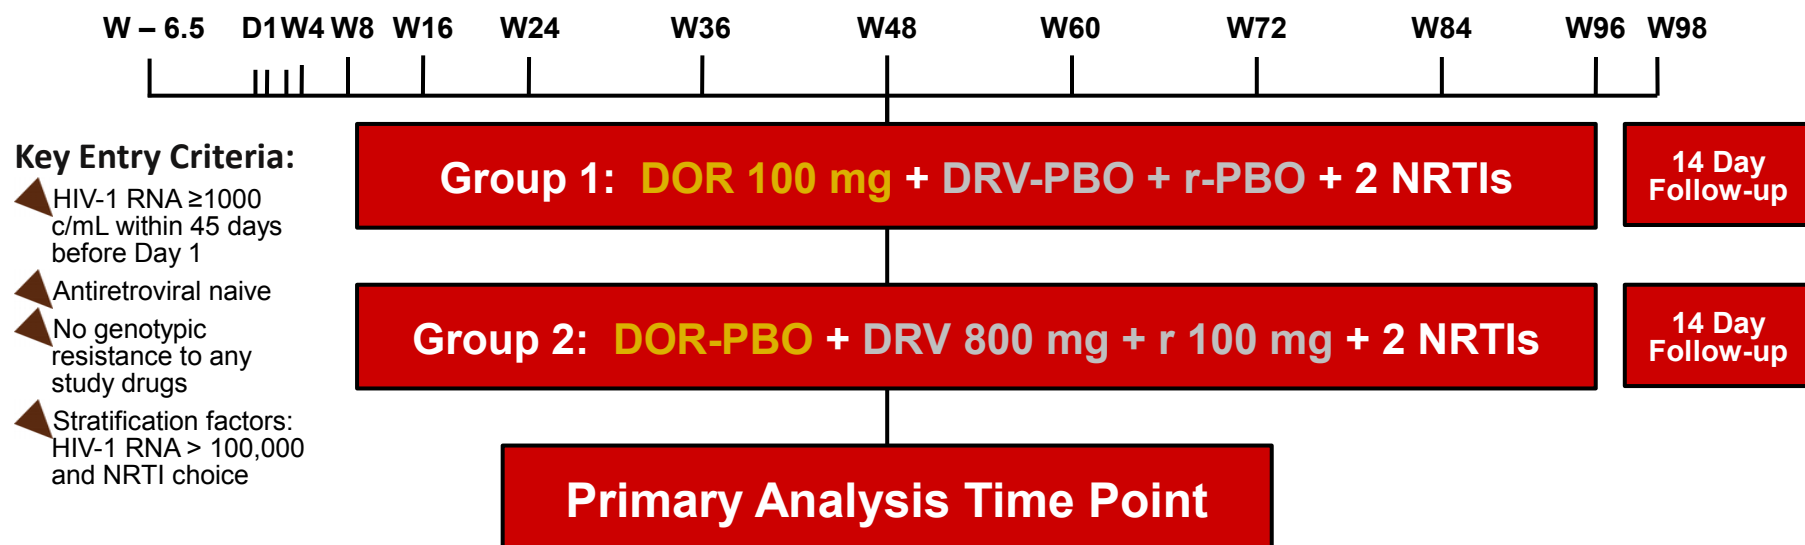 W – 6.5 D1 W4 W8 W16 W24 W36 W48 W60 W72 W84 W96 W98
Key Entry Criteria:
HIV-1 RNA ≥1000
c/mL within 45 days
before Day 1
Antiretroviral naive
No genotypic
resistance to any
study drugs
Stratification factors:
HIV-1 RNA > 100,000
and NRTI choice
Group 1: DOR 100 mg + DRV-PBO + r-PBO + 2 NRTIs
14 Day
Follow-up
Group 2: DOR-PBO + DRV 800 mg + r 100 mg + 2 NRTIs
14 Day
Follow-up
Primary Analysis Time Point